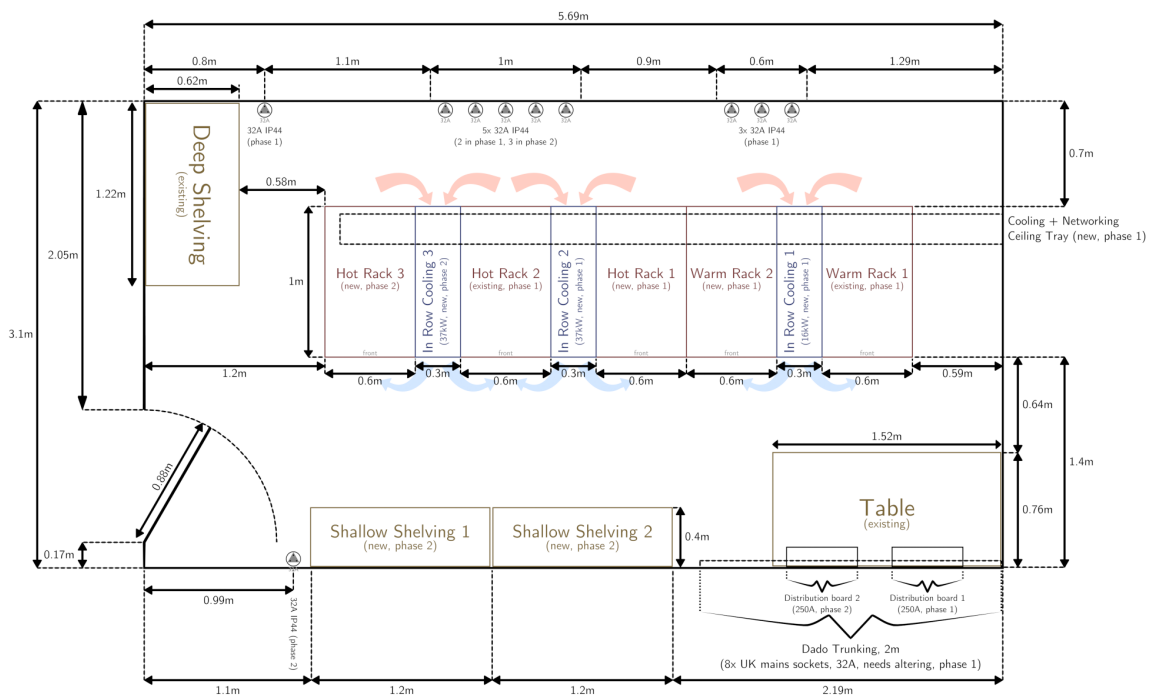 5.69m
0.8m
1.1m
1m
0.9m
0.6m
1.29m
0.62m
32A
32A
32A
32A
32A
32A
32A
32A
32A
32A IP44
(phase 1)
5x 32A IP44
(2 in phase 1, 3 in phase 2)
3x 32A IP44
(phase 1)
0.7m
Deep Shelving
(existing)
1.22m
0.58m
2.05m
3.1m
Cooling + Networking
Ceiling Tray (new, phase 1)
1m
Hot Rack 3
(new, phase 2)
front
In Row Cooling 3
(37kW, new, phase 2)
Hot Rack 2
(existing, phase 1)
front
In Row Cooling 2
(37kW, new, phase 1)
Hot Rack 1
(new, phase 1)
front
Warm Rack 2
(new, phase 1)
front
In Row Cooling 1
(16kW, new, phase 1)
Warm Rack 1
(existing, phase 1)
front
1.2m
0.6m
0.3m
0.6m
0.3m
0.6m
0.6m
0.3m
0.6m
0.59m
0.64m
1.4m
0.88m
1.52m
Table
(existing)
0.76m
Shallow Shelving 1
(new, phase 2)
Shallow Shelving 2
(new, phase 2)
0.4m
0.17m
32A
0.99m
32A IP44 (phase 2)
Distribution board 2
(250A, phase 2)
Distribution board 1
(250A, phase 1)
Dado Trunking, 2m
(8x UK mains sockets, 32A, needs altering, phase 1)
1.1m
1.2m
1.2m
2.19m